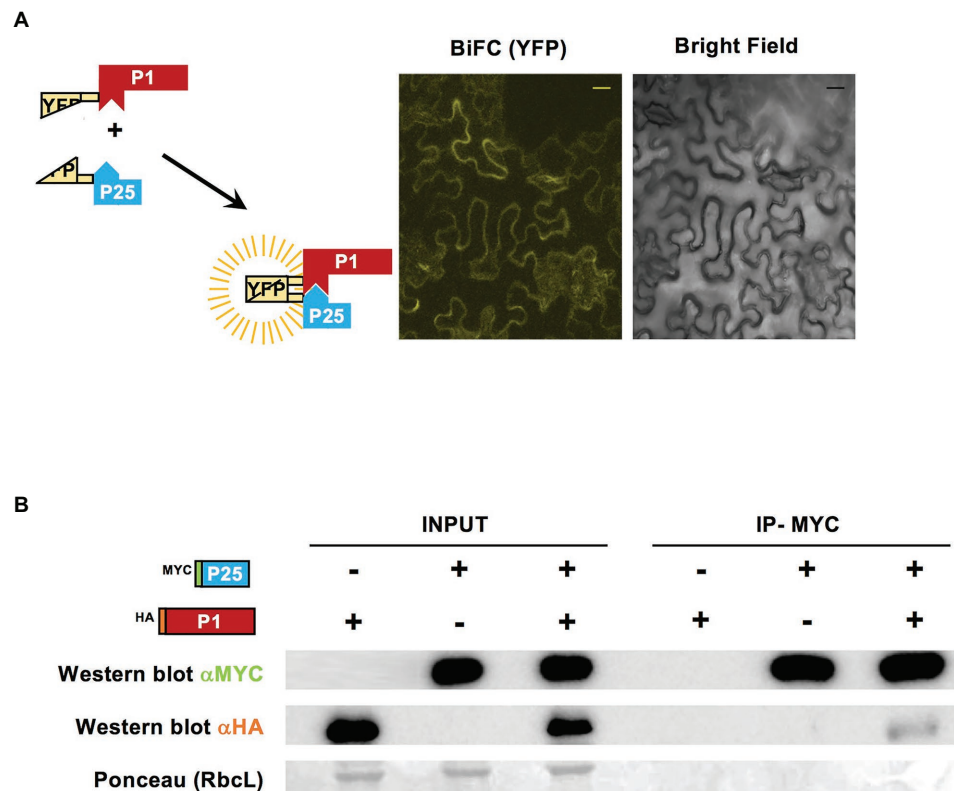 A
BiFC (YFP)
Bright Field
P1
YFP
+
FP
P25
P1
YFP
P25
B
INPUT
IP- MYC
MYC P25
- + + - + +
HA P1
+ - + + - +
Western blot αMYC
Western blot αHA
Ponceau (RbcL)